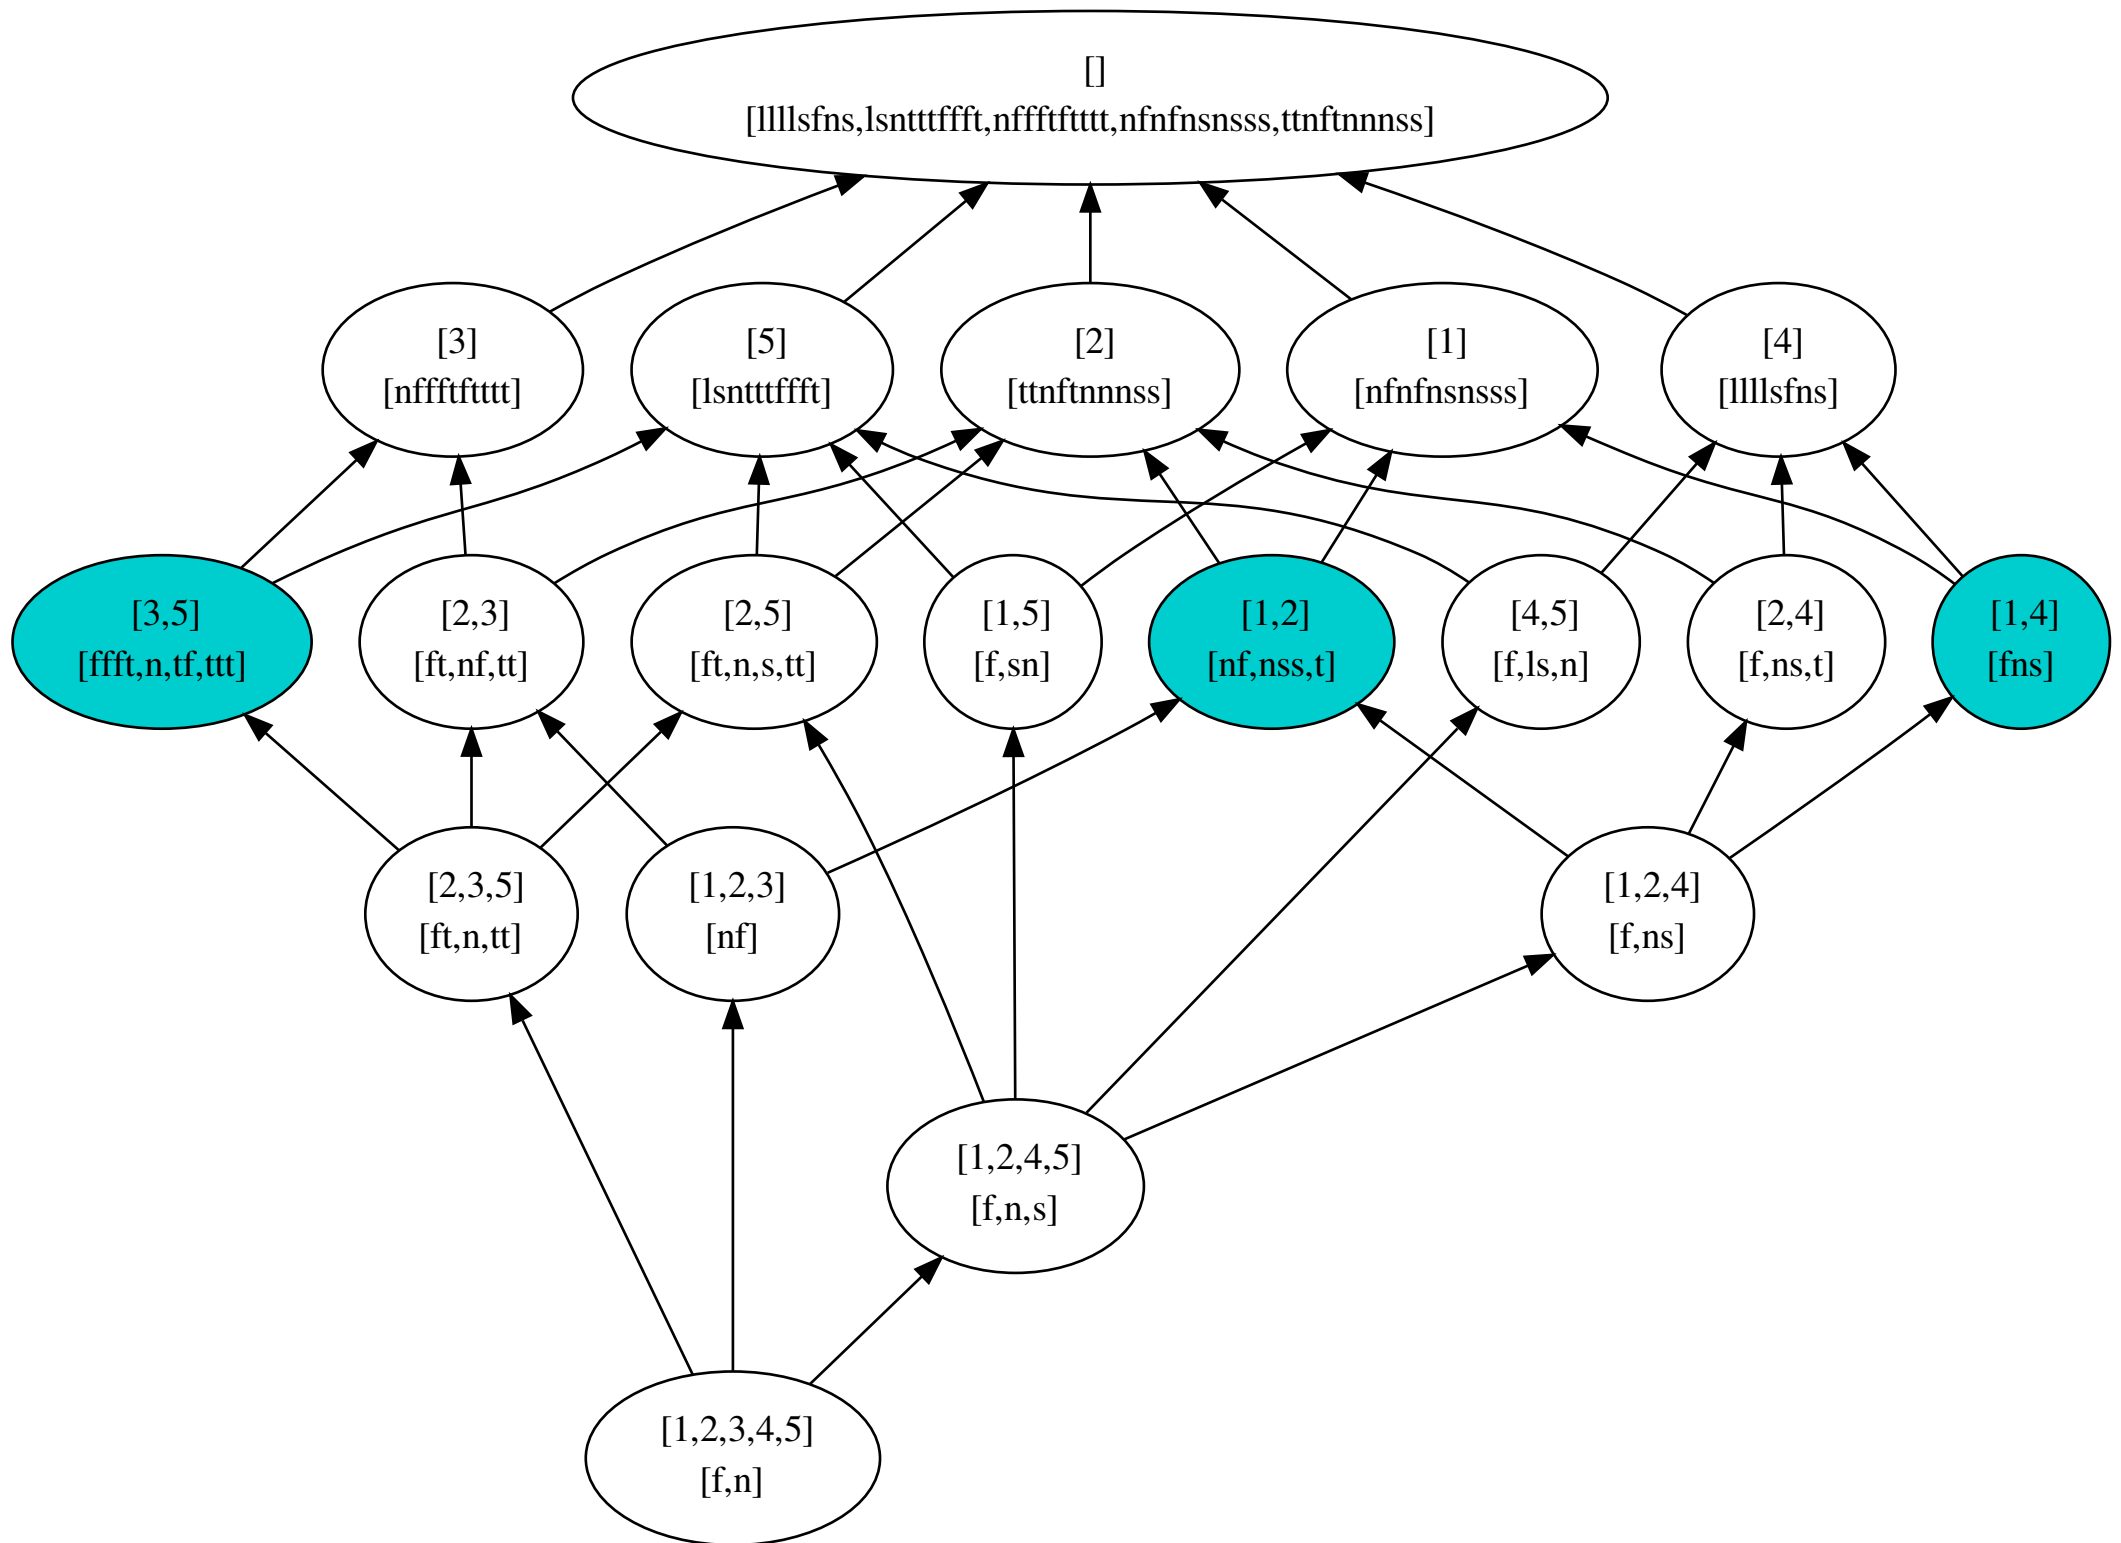 []
[llllsfns,lsntttffft,nffftftttt,nfnfnsnsss,ttnftnnnss]
[3]
[nffftftttt]
[5]
[lsntttffft]
[2]
[ttnftnnnss]
[1]
[nfnfnsnsss]
[4]
[llllsfns]
[3,5]
[ffft,n,tf,ttt]
[2,3]
[ft,nf,tt]
[2,5]
[ft,n,s,tt]
[1,5]
[f,sn]
[1,2]
[nf,nss,t]
[4,5]
[f,ls,n]
[2,4]
[f,ns,t]
[1,4]
[fns]
[2,3,5]
[ft,n,tt]
[1,2,3]
[nf]
[1,2,4]
[f,ns]
[1,2,4,5]
[f,n,s]
[1,2,3,4,5]
[f,n]